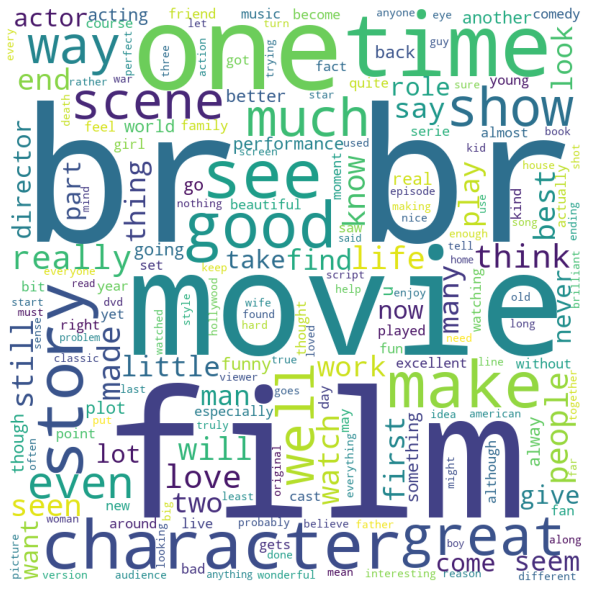 actor
acting
friend
music
become
anyone
eye
comedy
every
course
turn
let
guy
another
way
one
time
look
rather
perfect
three
action
got
trying
fact
back
end
war
scene
better
quite
role
young
sure
star
death
feel
world
much
say
show
family
girl
performance
used
serie
almost
book
director
br
br
screen
kid
part
mind
thing
go
see
moment
real
play
house
shot
nothing
beautiful
know
episode
kind
best
actually
saw
making
enough
use
song
ending
really
going
good
said
nice
tell
everyone
set
take
find
life
home
think
brilliant
keep
script
bit
start
read
year
movie
n
many
watching
never
must
dvd
watched
style
hollywood
wife
help
enjoy
old
sense
yet
found
now
long
still
problem
right
made
hard
thought
loved
played
need
story
classic
little
funny
true
work
fun
excellent
line
without
together
though
last
plot
man
viewer
well
make
people
put
goes
day
point
film
especially
watch
may
first
idea
american
often
lot
will
truly
original
everything
something
might
alway
far
even
love
although
seen
two
least
cast
give
new
big
fan
want
woman
around
live
probably
believe
father
character
great
looking
gets
boy
come
seem
along
picture
bad
done
version
audience
anything
wonderful
mean
interesting
reason
different